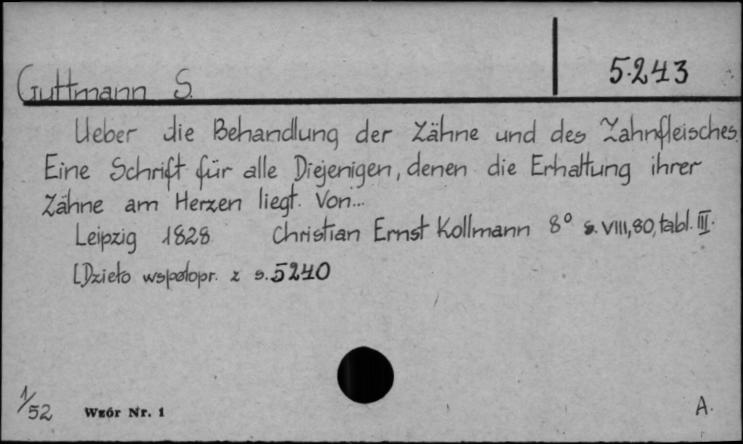 5.243
Guttmann S.
Ueber die Behandlung der Zähne und des Zahnfleisches.
Eine Schrift für alle Diejenigen, denen die Erhaltung ihrer
Zähne am Herzen liegt. Von...
Leipzig 1828 Christian Ernst Kollmann 8° s. VIII, 80, tabl. III.
[Dzieło współopr. z s. 5240
1/52 Wzór Nr. 1 A.